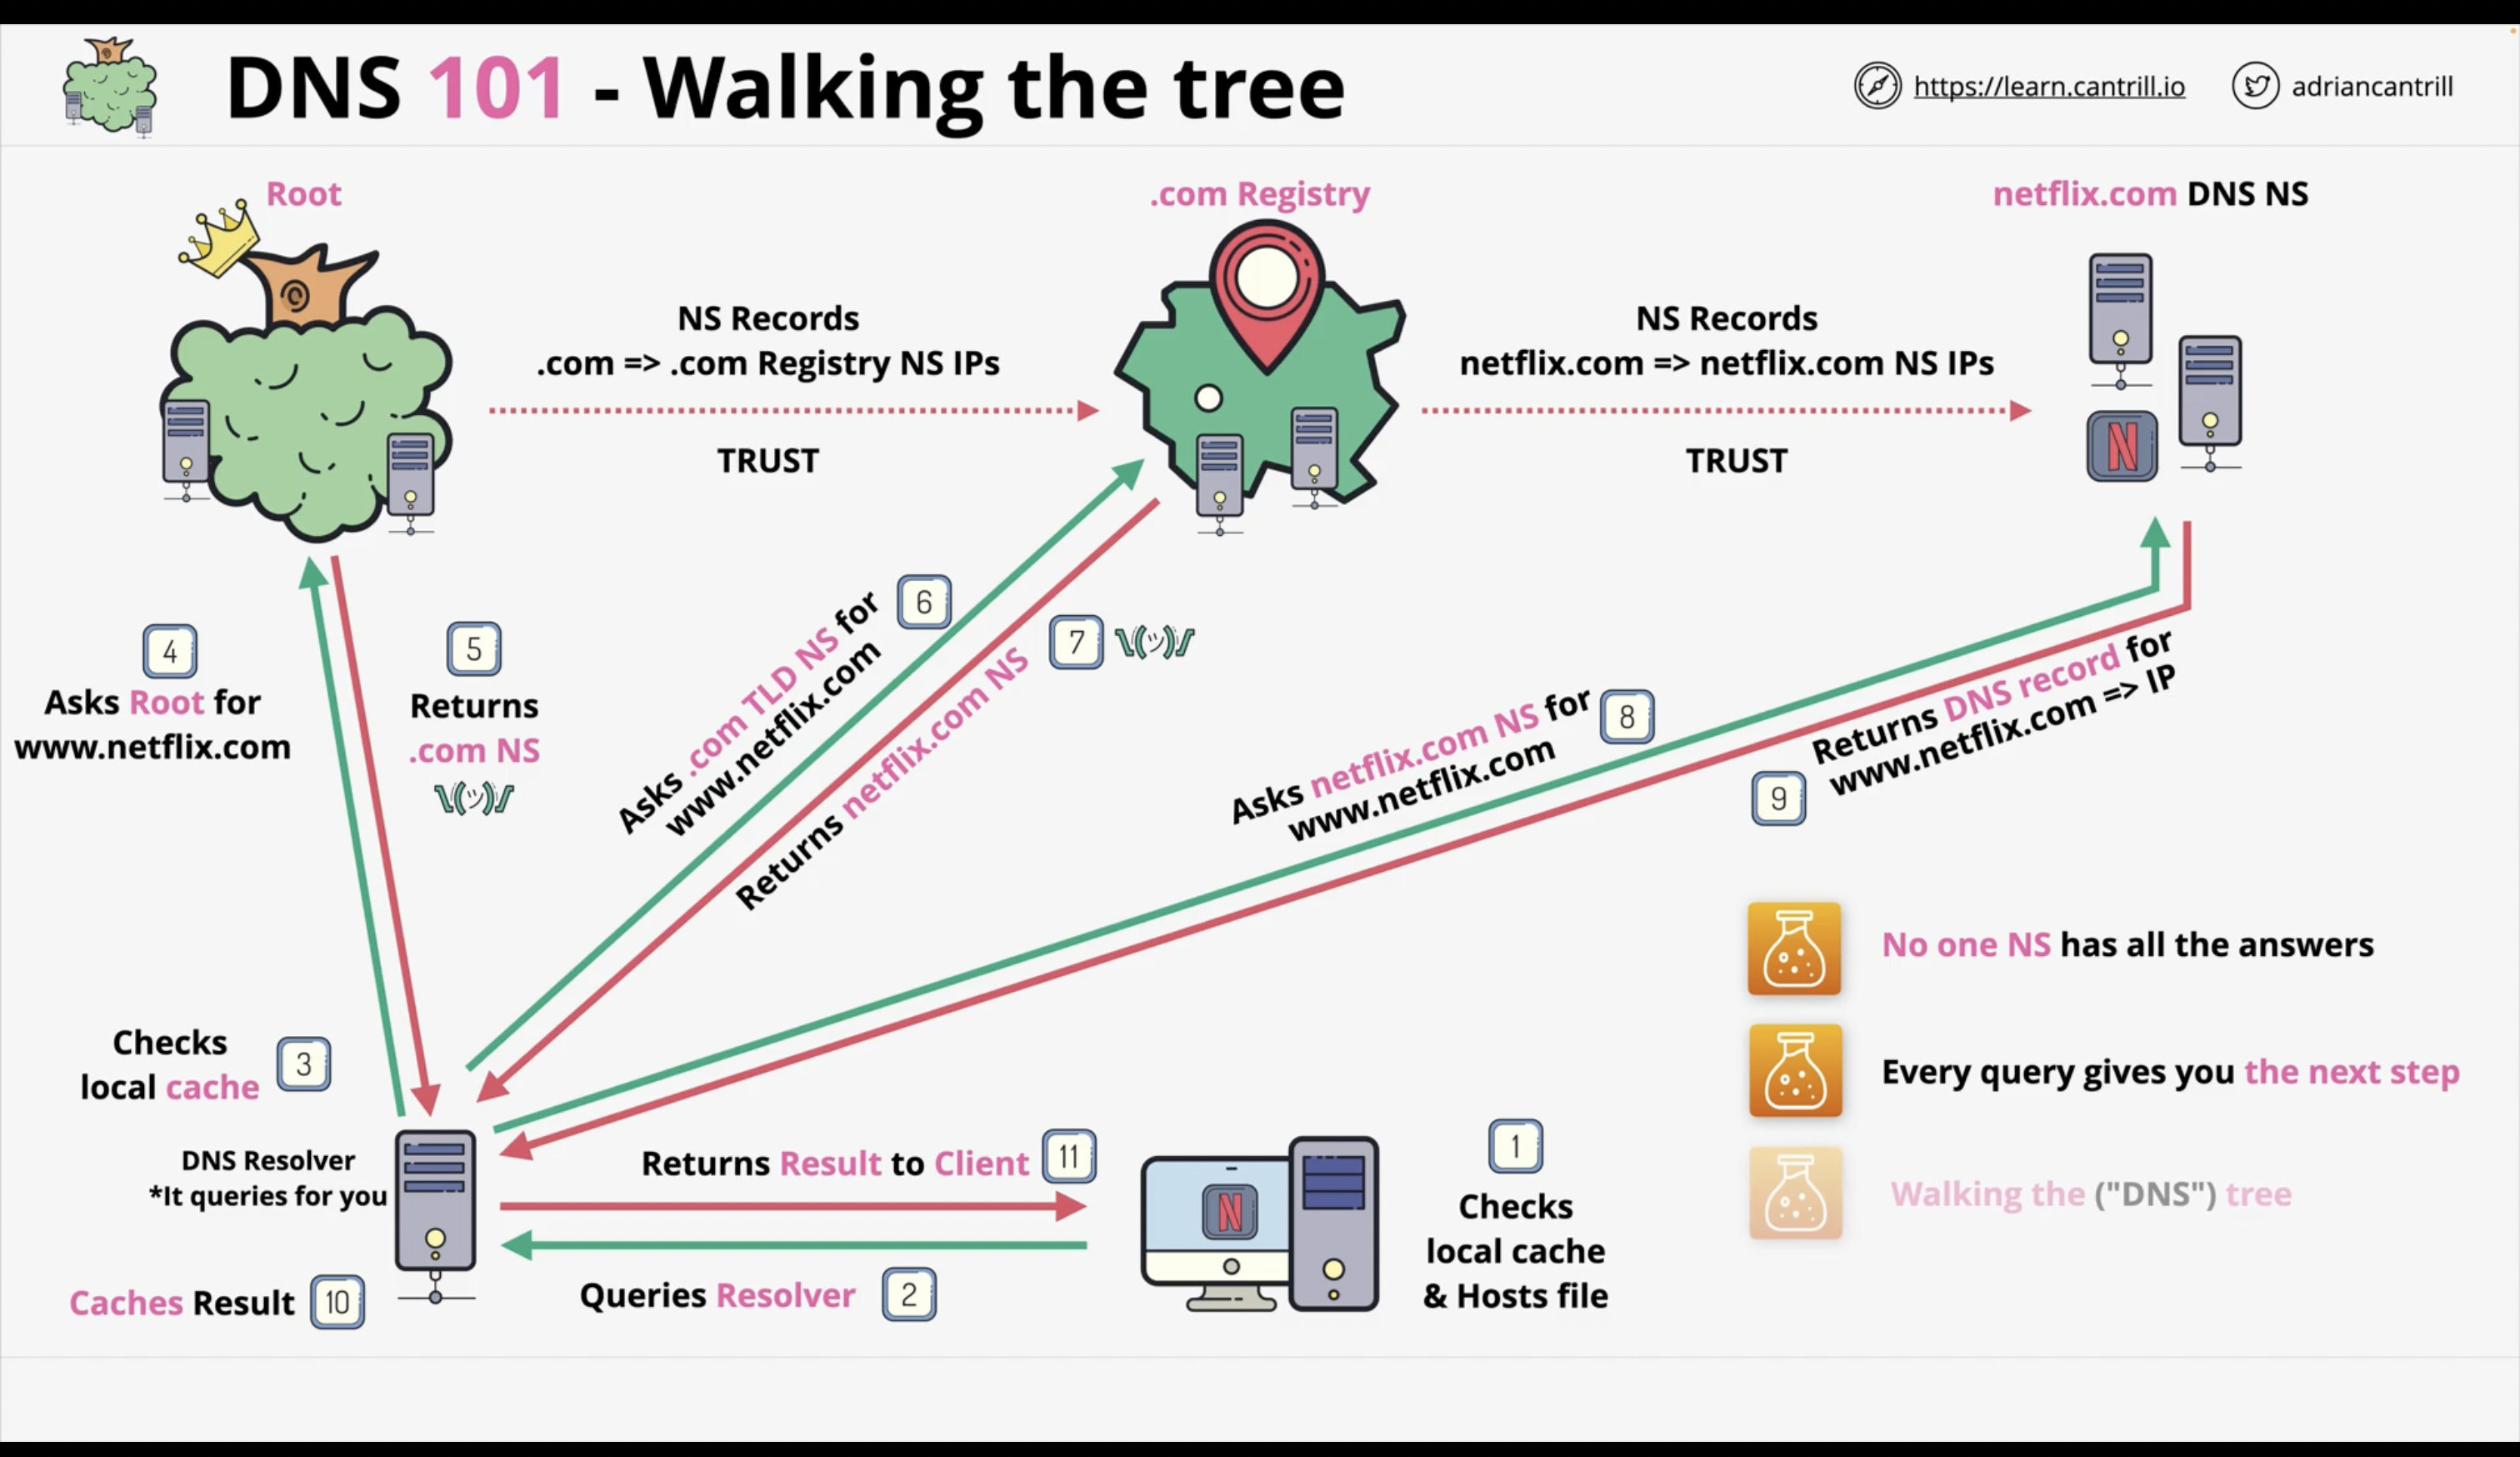 DNS 101 - Walking the tree
https://learn.cantrill.io
adriancantrill
Root
.com Registry
netflix.com DNS NS
NS Records
.com => .com Registry NS IPs
TRUST
NS Records
netflix.com => netflix.com NS IPs
TRUST
N
4
Asks Root for
www.netflix.com
5
Returns
.com NS
\(ツ)/
6
Asks .com TLD NS for
www.netflix.com
7
\(ツ)/
Returns netflix.com NS
8
Asks netflix.com NS for
www.netflix.com
9
Returns DNS record for
www.netflix.com => IP
No one NS has all the answers
Every query gives you the next step
Walking the ("DNS") tree
Checks
local cache
3
DNS Resolver
*It queries for you
Caches Result
10
Returns Result to Client
11
Queries Resolver
2
N
1
Checks
local cache
& Hosts file